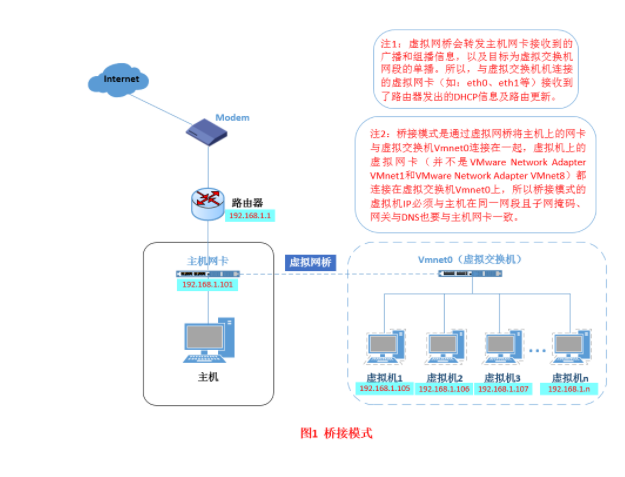 注1：虚拟网桥会转发主机网卡接收到的
广播和组播信息，以及目标为虚拟交换机
网段的单播。所以，与虚拟交换机机连接
的虚拟网卡（如：eth0、eth1等）接收到
了路由器发出的DHCP信息及路由更新。
Internet
Modem
注2：桥接模式是通过虚拟网桥将主机上的网卡
与虚拟交换机Vmnet0连接在一起，虚拟机上的
虚拟网卡（并不是VMware Network Adapter
VMnet1和VMware Network Adapter VMnet8）都
连接在虚拟交换机Vmnet0上，所以桥接模式的
虚拟机IP必须与主机在同一网段且子网掩码、
网关与DNS也要与主机网卡一致。
路由器
192.168.1.1
主机网卡
192.168.1.101
虚拟网桥
Vmnet0（虚拟交换机）
主机
虚拟机1
192.168.1.105
虚拟机2
192.168.1.106
虚拟机3
192.168.1.107
虚拟机n
192.168.1.n
图1 桥接模式